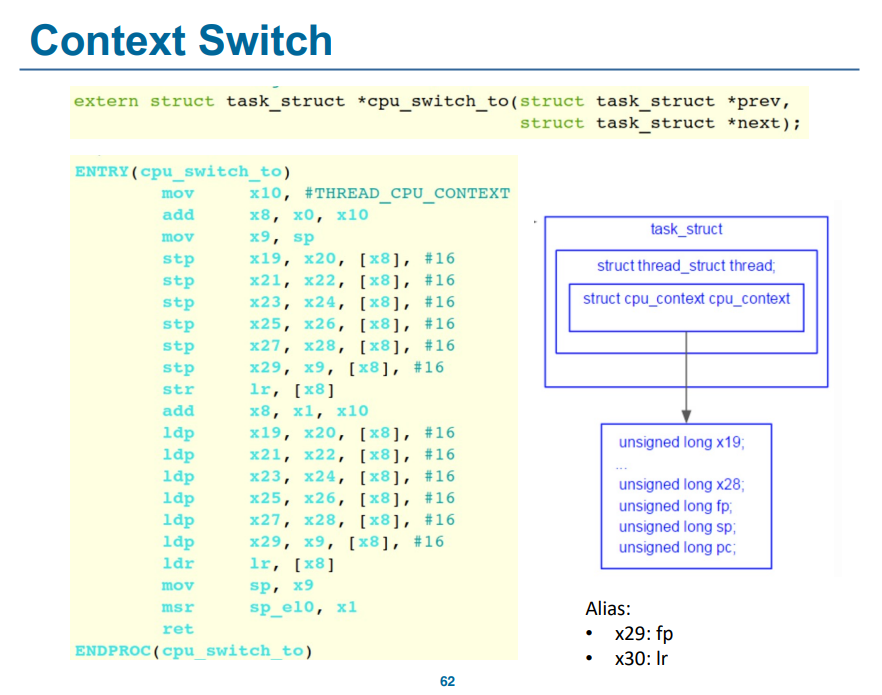 Context Switch
extern struct task_struct *cpu_switch_to(struct task_struct *prev,
struct task_struct *next);
ENTRY(cpu_switch_to)
mov x10, #THREAD_CPU_CONTEXT
add x8, x0, x10
mov x9, sp
stp x19, x20, [x8], #16
stp x21, x22, [x8], #16
stp x23, x24, [x8], #16
stp x25, x26, [x8], #16
stp x27, x28, [x8], #16
stp x29, x9, [x8], #16
str lr, [x8]
add x8, x1, x10
ldp x19, x20, [x8], #16
ldp x21, x22, [x8], #16
ldp x23, x24, [x8], #16
ldp x25, x26, [x8], #16
ldp x27, x28, [x8], #16
ldp x29, x9, [x8], #16
ldr lr, [x8]
mov sp, x9
msr sp_el0, x1
ret
ENDPROC(cpu_switch_to)
task_struct
struct thread_struct thread;
struct cpu_context cpu_context
unsigned long x19;
...
unsigned long x28;
unsigned long fp;
unsigned long sp;
unsigned long pc;
Alias:
• x29: fp
• x30: lr
62